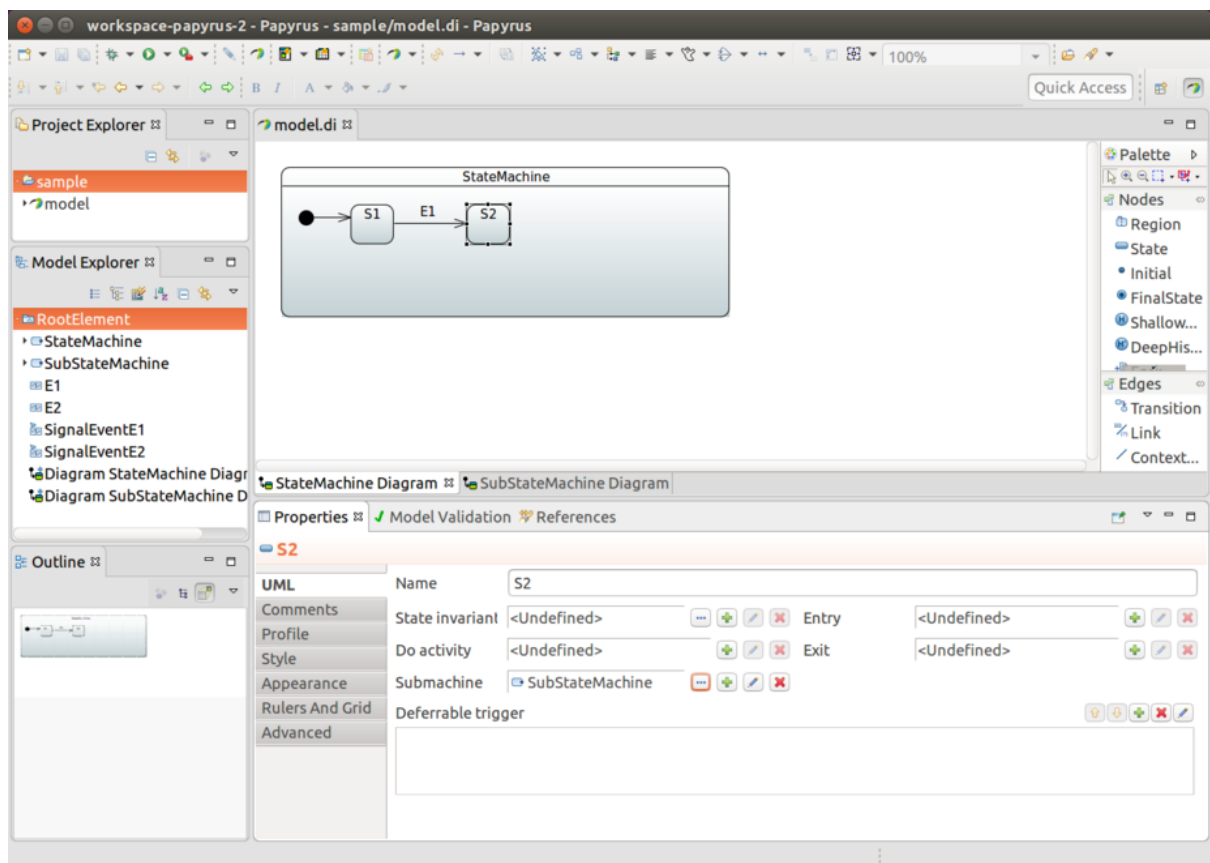 workspace-papyrus-2 - Papyrus - sample/model.di - Papyrus
100%
B I A
Quick Access
Project Explorer
sample
model
Model Explorer
RootElement
StateMachine
SubStateMachine
E1
E2
SignalEventE1
SignalEventE2
Diagram StateMachine Diagr
Diagram SubStateMachine D
Outline
model.di
StateMachine
S1
E1
S2
Palette
Nodes
Region
State
Initial
FinalState
Shallow...
DeepHis...
Edges
Transition
Link
Context...
StateMachine Diagram
SubStateMachine Diagram
Properties
Model Validation
References
S2
UML
Comments
Profile
Style
Appearance
Rulers And Grid
Advanced
Name S2
State invariant <Undefined> Entry <Undefined>
Do activity <Undefined> Exit <Undefined>
Submachine SubStateMachine
Deferrable trigger